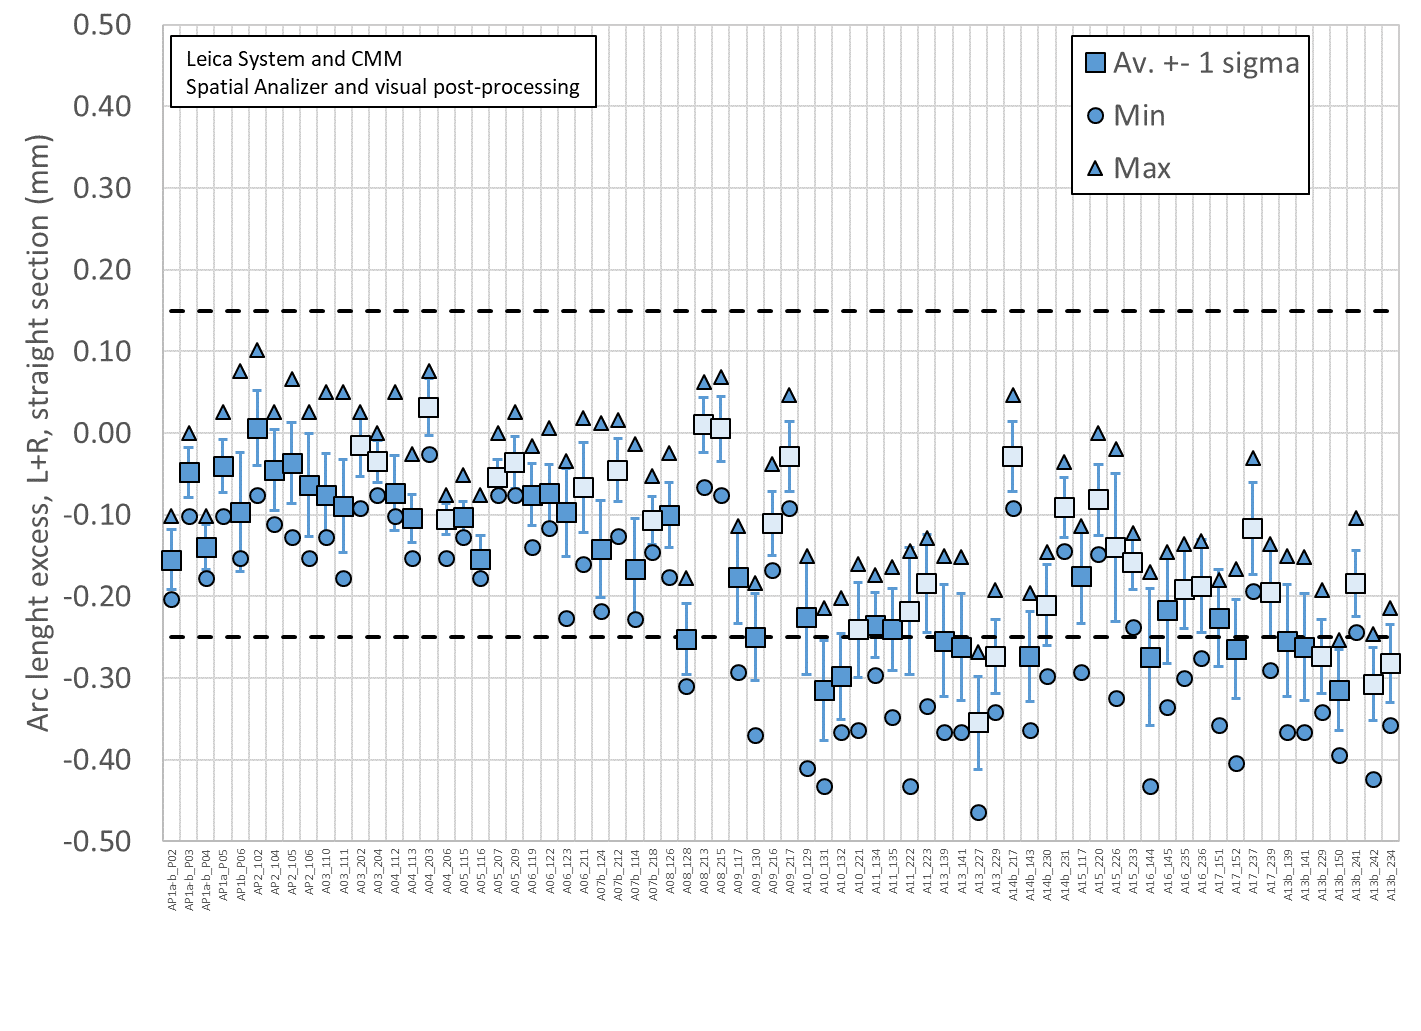 0.50
Leica System and CMM
Spatial Analizer and visual post-processing
Av. +- 1 sigma
Min
Max
0.40
0.30
0.20
0.10
0.00
-0.10
-0.20
-0.30
-0.40
-0.50
Arc lenght excess, L+R, straight section (mm)
AP1a-b_P02
AP1a-b_P03
AP1a-b_P04
AP1a_P05
AP1b_P06
AP2_102
AP2_104
AP2_105
AP2_106
A03_110
A03_111
A03_202
A03_204
A04_112
A04_113
A04_203
A04_206
A05_115
A05_116
A05_207
A05_209
A06_119
A06_122
A06_123
A06_211
A07b_124
A07b_212
A07b_114
A07b_218
A08_126
A08_128
A08_213
A08_215
A09_117
A09_130
A09_216
A09_217
A10_129
A10_131
A10_132
A10_221
A11_134
A11_135
A11_222
A11_223
A13_139
A13_141
A13_227
A13_229
A14b_217
A14b_143
A14b_230
A14b_231
A15_117
A15_220
A15_226
A15_233
A16_144
A16_145
A16_235
A16_236
A17_151
A17_152
A17_237
A17_239
A13b_139
A13b_141
A13b_229
A13b_150
A13b_241
A13b_242
A13b_234